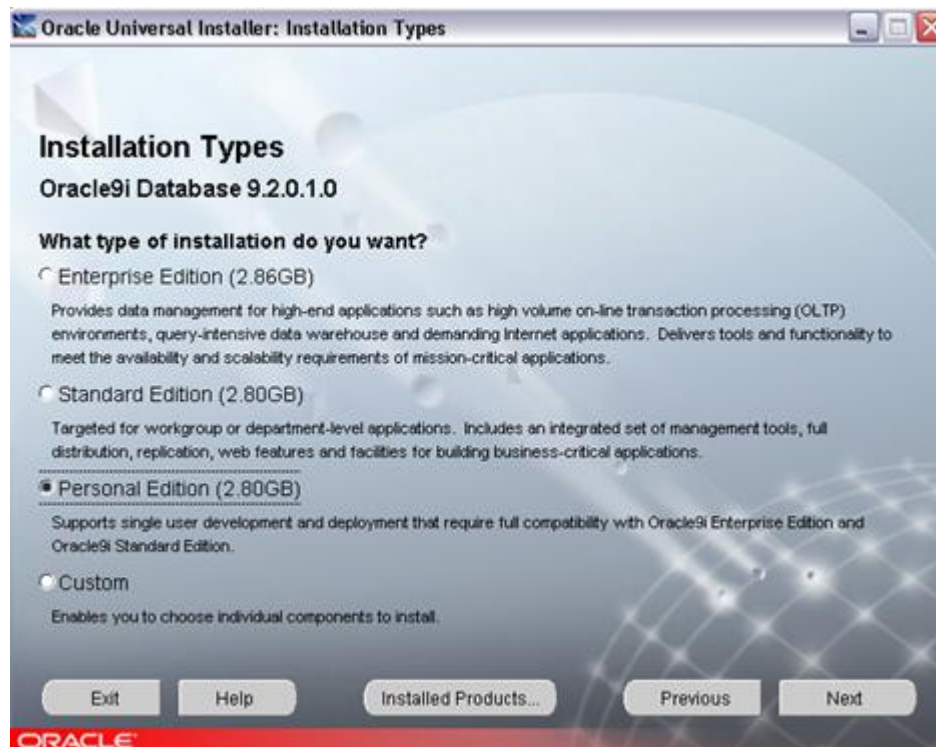 Oracle Universal Installer: Installation Types
Installation Types
Oracle9i Database 9.2.0.1.0
What type of installation do you want?
Enterprise Edition (2.86GB)
Provides data management for high-end applications such as high volume on-line transaction processing (OLTP)
environments, query-intensive data warehouse and demanding Internet applications. Delivers tools and functionality to
meet the availability and scalability requirements of mission-critical applications.
Standard Edition (2.80GB)
Targeted for workgroup or department-level applications. Includes an integrated set of management tools, full
distribution, replication, web features and facilities for building business-critical applications.
Personal Edition (2.80GB)
Supports single user development and deployment that require full compatibility with Oracle9i Enterprise Edition and
Oracle9i Standard Edition.
Custom
Enables you to choose individual components to install.
Exit Help Installed Products... Previous Next
ORACLE